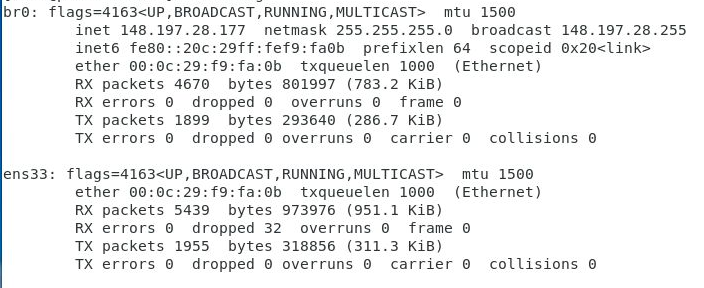 br0: flags=4163<UP,BROADCAST,RUNNING,MULTICAST>  mtu 1500
        inet 148.197.28.177  netmask 255.255.255.0  broadcast 148.197.28.255
        inet6 fe80::20c:29ff:fef9:fa0b  prefixlen 64  scopeid 0x20<link>
        ether 00:0c:29:f9:fa:0b  txqueuelen 1000  (Ethernet)
        RX packets 4670  bytes 801997 (783.2 KiB)
        RX errors 0  dropped 0  overruns 0  frame 0
        TX packets 1899  bytes 293640 (286.7 KiB)
        TX errors 0  dropped 0 overruns 0  carrier 0  collisions 0

ens33: flags=4163<UP,BROADCAST,RUNNING,MULTICAST>  mtu 1500
        ether 00:0c:29:f9:fa:0b  txqueuelen 1000  (Ethernet)
        RX packets 5439  bytes 973976 (951.1 KiB)
        RX errors 0  dropped 32  overruns 0  frame 0
        TX packets 1955  bytes 318856 (311.3 KiB)
        TX errors 0  dropped 0 overruns 0  carrier 0  collisions 0